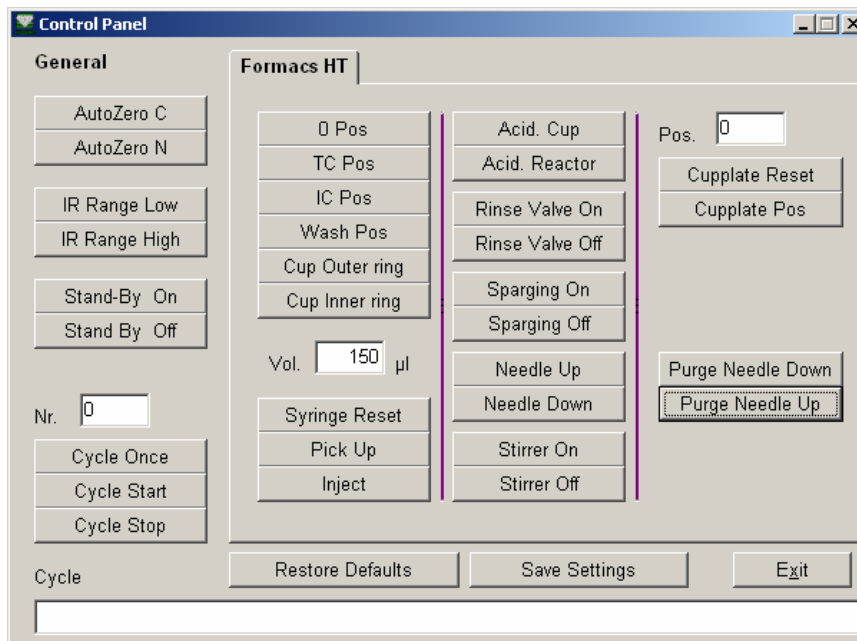 Control Panel
General
AutoZero C
AutoZero N
IR Range Low
IR Range High
Stand-By On
Stand By Off
Nr. 0
Cycle Once
Cycle Start
Cycle Stop
Formacs HT
0 Pos
TC Pos
IC Pos
Wash Pos
Cup Outer ring
Cup Inner ring
Vol. 150 µl
Syringe Reset
Pick Up
Inject
Acid. Cup
Acid. Reactor
Rinse Valve On
Rinse Valve Off
Sparging On
Sparging Off
Needle Up
Needle Down
Stirrer On
Stirrer Off
Pos. 0
Cupplate Reset
Cupplate Pos
Purge Needle Down
Purge Needle Up
Restore Defaults
Save Settings
Exit
Cycle